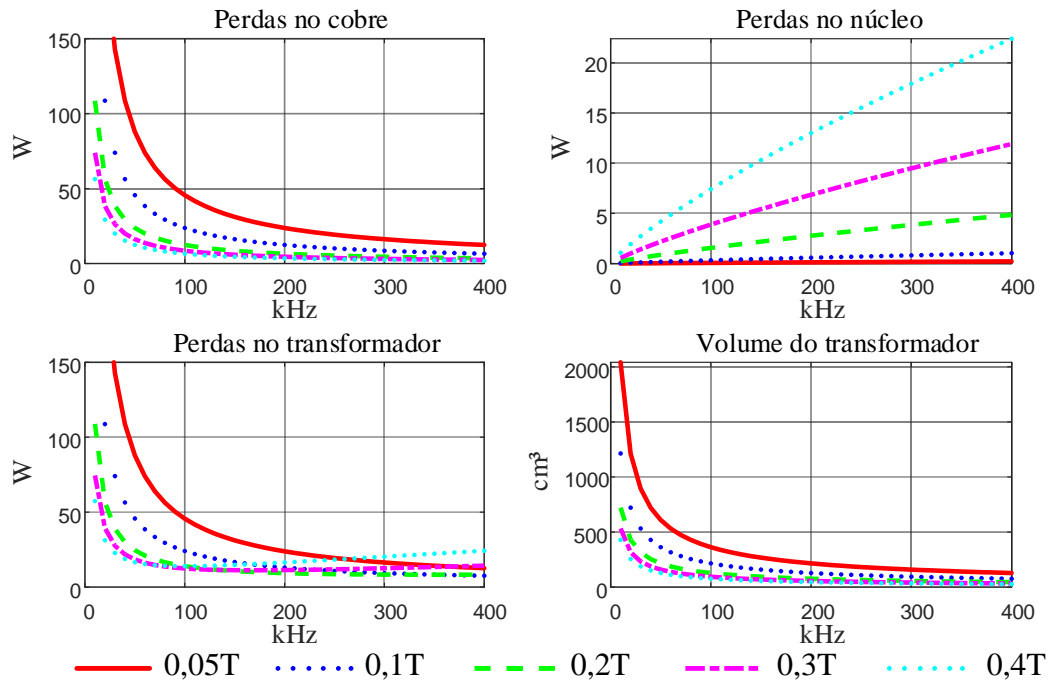 Perdas no cobre
150
100
50
0
W
0 100 200 300 400
kHz
Perdas no núcleo
20
15
10
5
0
W
0 100 200 300 400
kHz
Perdas no transformador
150
100
50
0
W
0 100 200 300 400
kHz
Volume do transformador
2000
1500
1000
500
0
cm³
0 100 200 300 400
kHz
0,05T 0,1T 0,2T 0,3T 0,4T